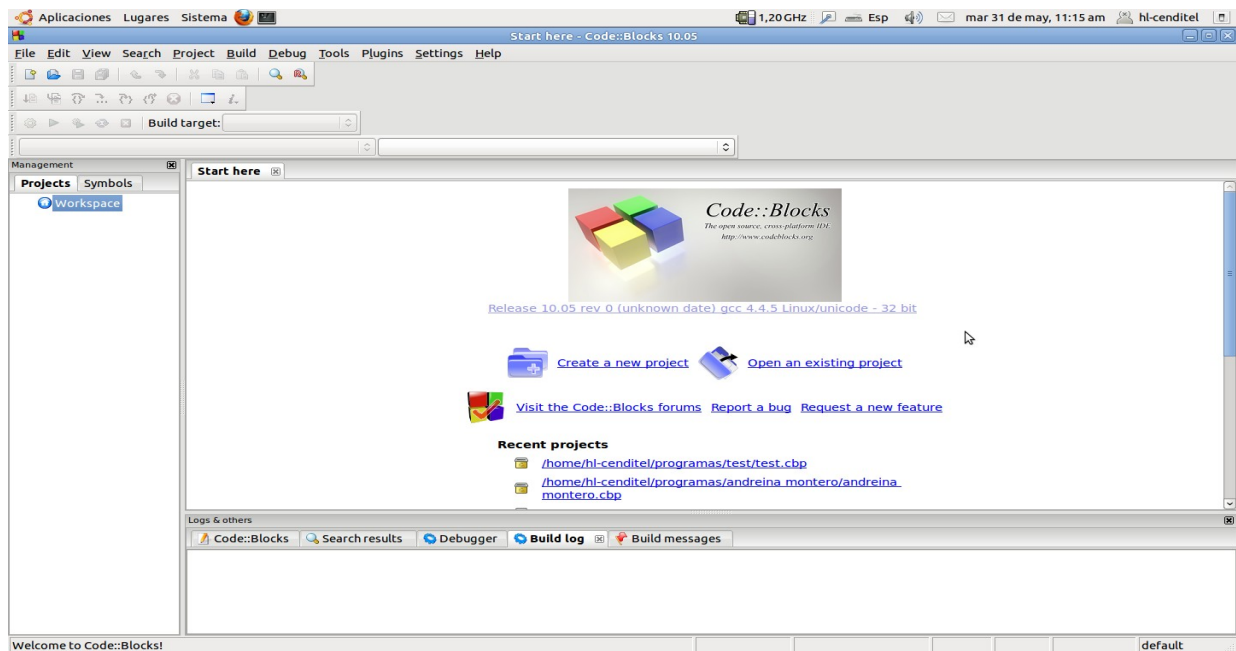 Aplicaciones Lugares Sistema 1,20 GHz Esp mar 31 de may, 11:15 am hl-cenditel
Start here - Code::Blocks 10.05
File Edit View Search Project Build Debug Tools Plugins Settings Help
Build target:
Management
Projects Symbols
Workspace
Start here
Code::Blocks
The open source, cross-platform IDE
http://www.codeblocks.org
Release 10.05 rev 0 (unknown date) gcc 4.4.5 Linux/unicode - 32 bit
Create a new project Open an existing project
Visit the Code::Blocks forums Report a bug Request a new feature
Recent projects
/home/hl-cenditel/programas/test/test.cbp
/home/hl-cenditel/programas/andreina montero/andreina
montero.cbp
Logs & others
Code::Blocks Search results Debugger Build log Build messages
Welcome to Code::Blocks! default